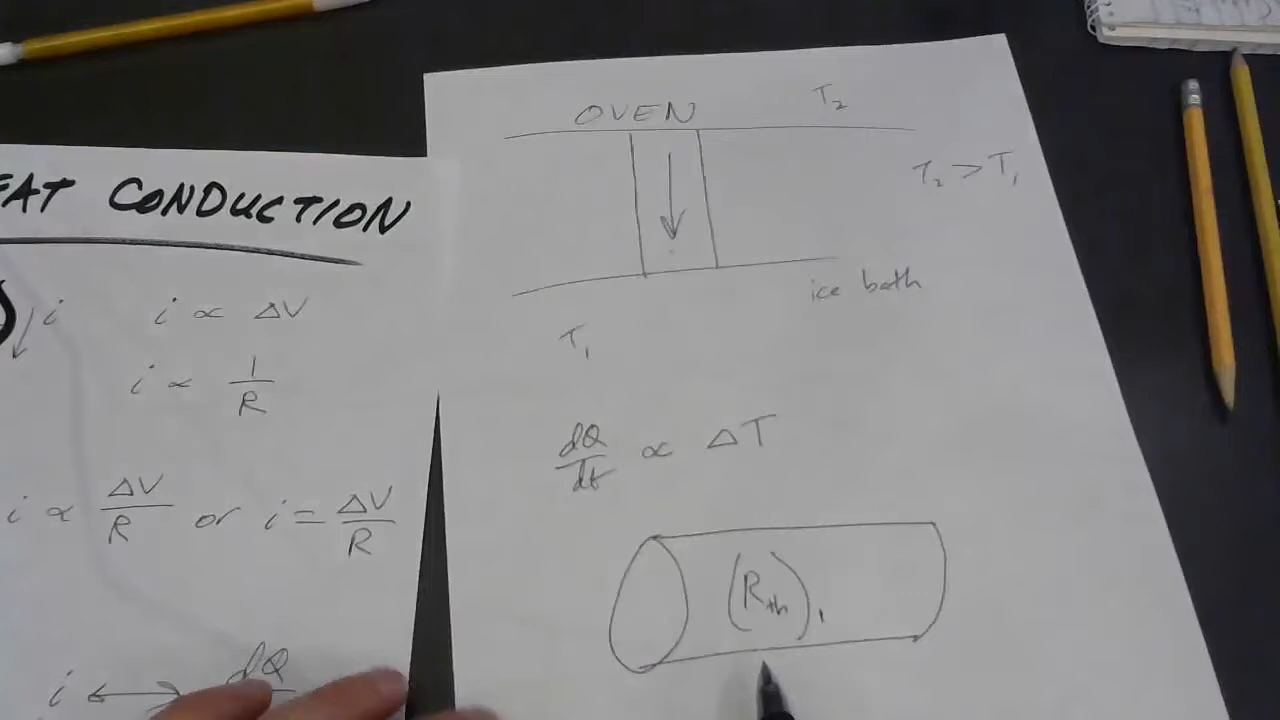 EAT CONDUCTION
i i ∝ ΔV
i ∝ 1/R
i ∝ ΔV/R or i = ΔV/R
i ↔ dQ
OVEN T₂
T₂ > T₁
ice bath
T₁
dQ/dt ∝ ΔT
(R_th)₁